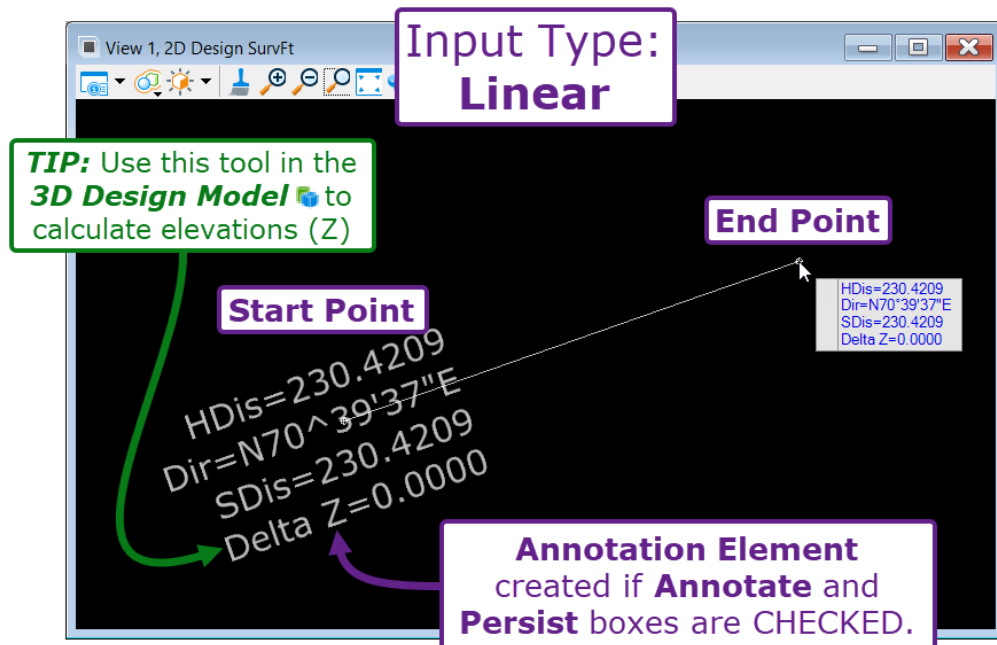 View 1, 2D Design SurvFt
Input Type:
Linear
TIP: Use this tool in the
3D Design Model to
calculate elevations (Z)
End Point
HDis=230.4209
Dir=N70°39'37"E
SDis=230.4209
Delta Z=0.0000
Start Point
HDis=230.4209
Dir=N70^39'37"E
SDis=230.4209
Delta Z=0.0000
Annotation Element
created if Annotate and
Persist boxes are CHECKED.